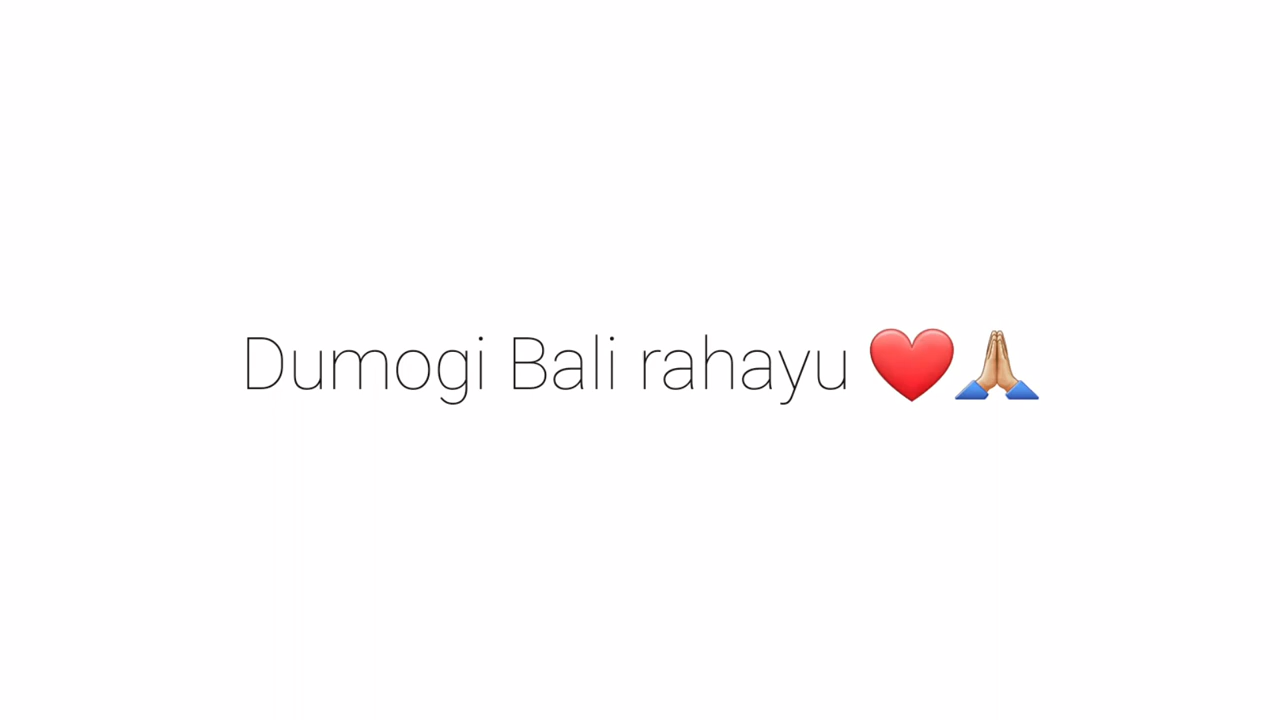 Dumogi Bali rahayu ❤️🙏🏼